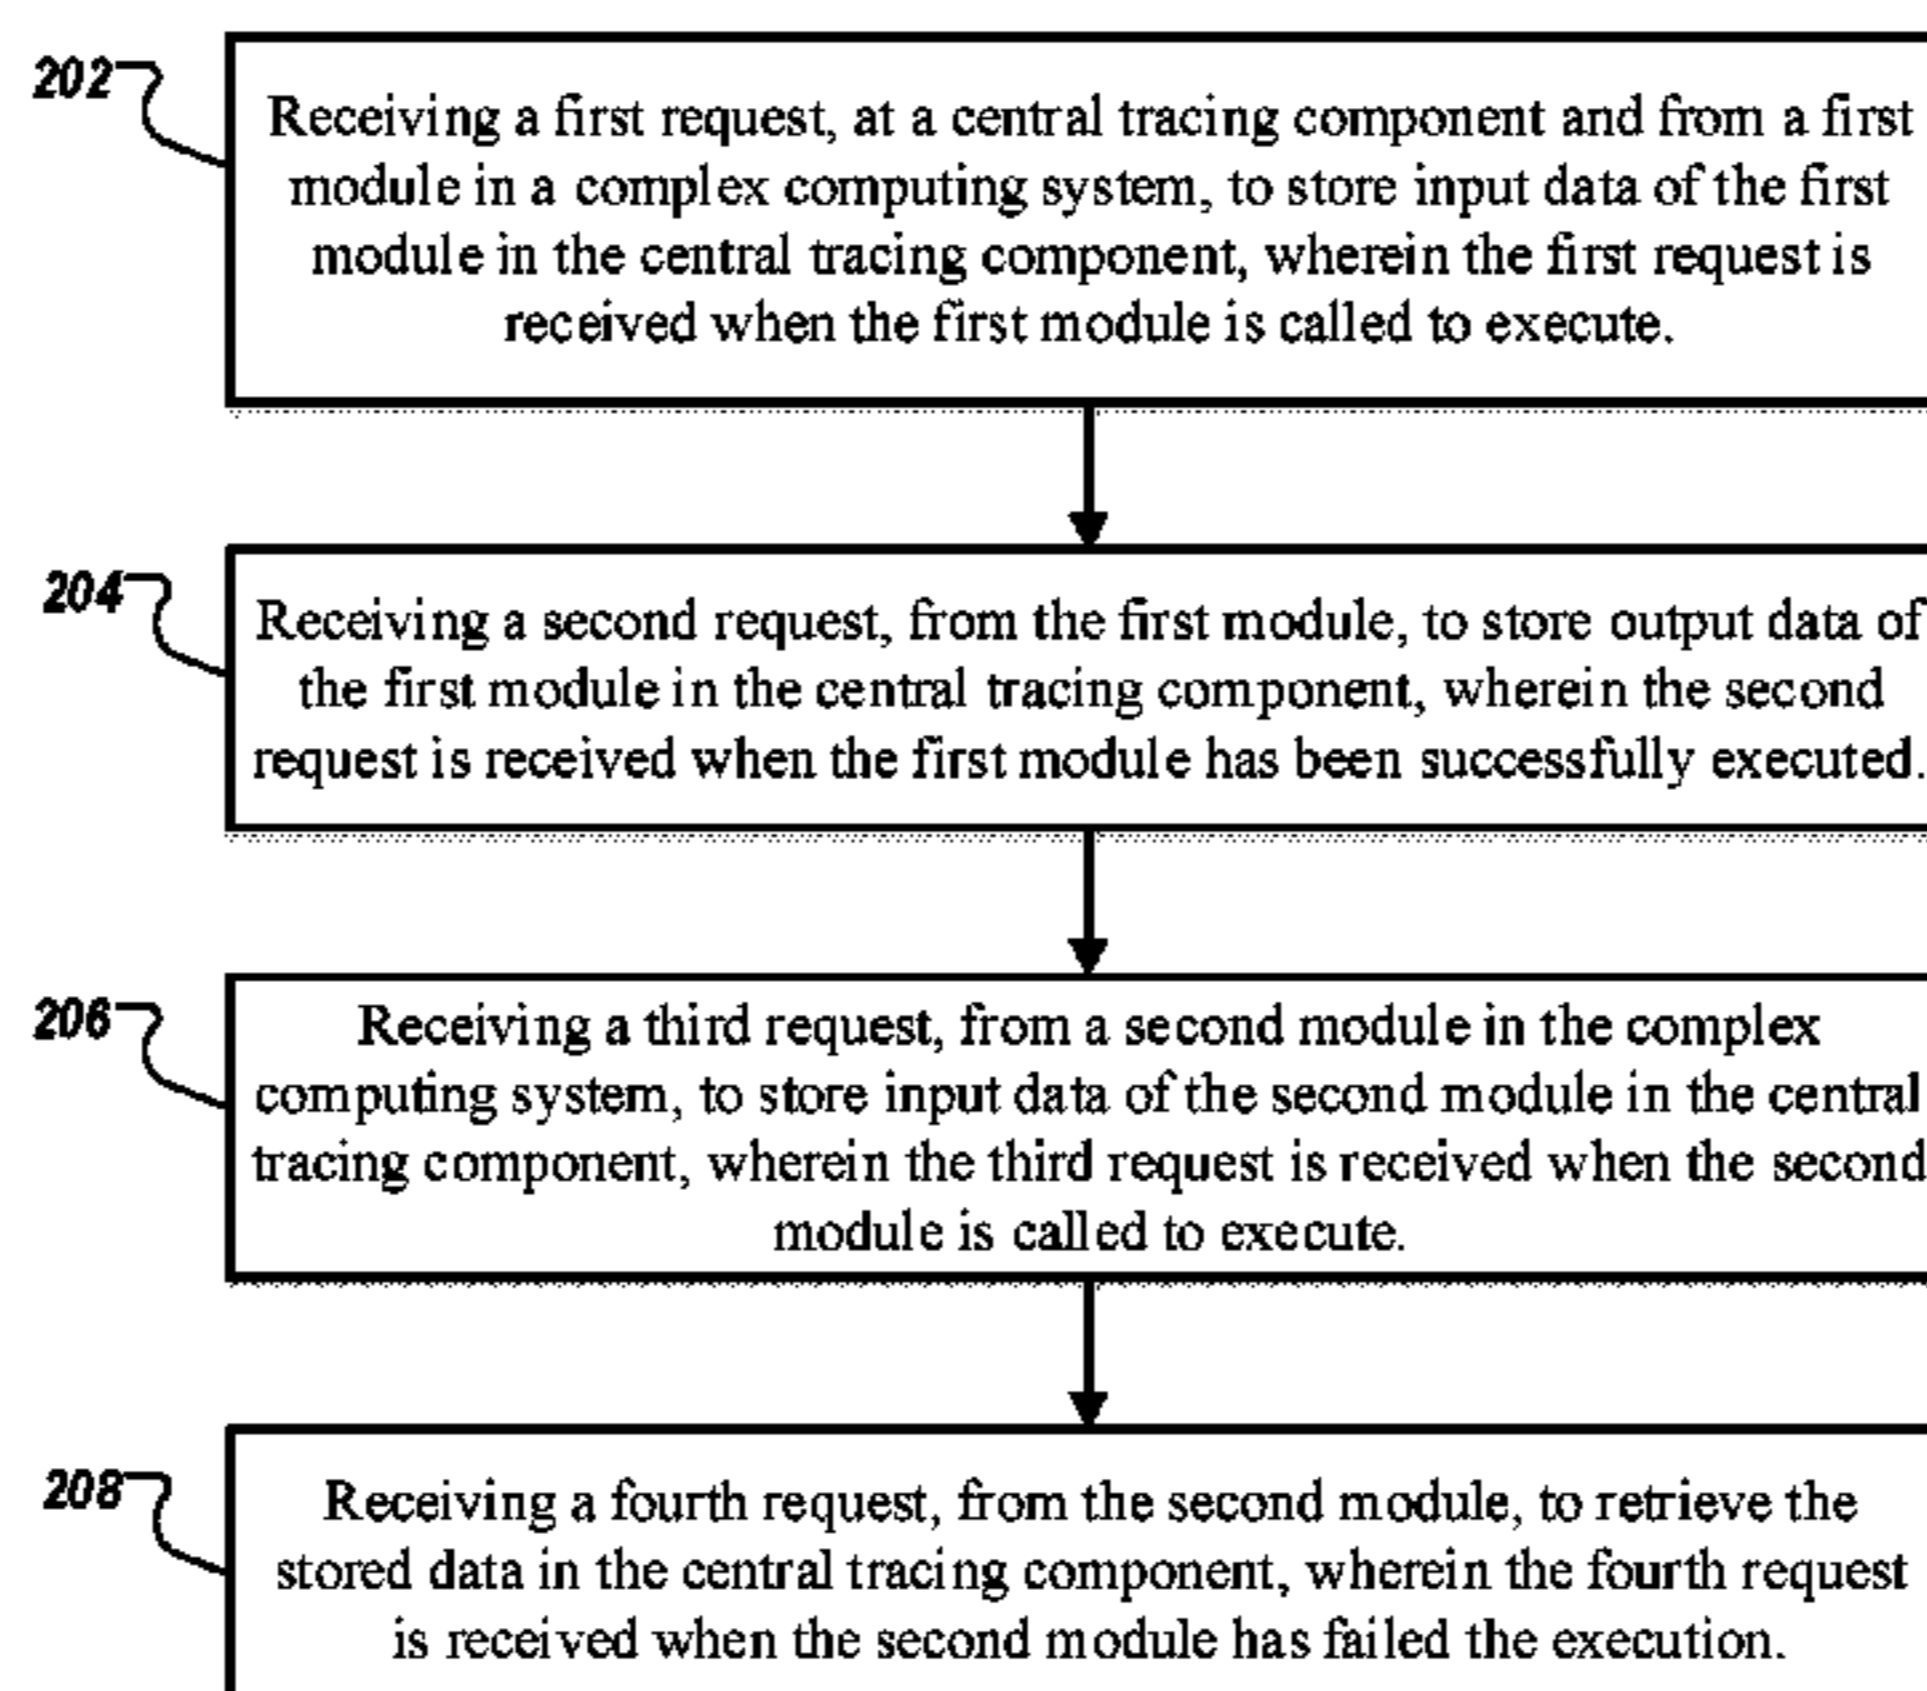 202
Receiving a first request, at a central tracing component and from a first
module in a complex computing system, to store input data of the first
module in the central tracing component, wherein the first request is
received when the first module is called to execute.
204
Receiving a second request, from the first module, to store output data of
the first module in the central tracing component, wherein the second
request is received when the first module has been successfully executed.
206
Receiving a third request, from a second module in the complex
computing system, to store input data of the second module in the central
tracing component, wherein the third request is received when the second
module is called to execute.
208
Receiving a fourth request, from the second module, to retrieve the
stored data in the central tracing component, wherein the fourth request
is received when the second module has failed the execution.